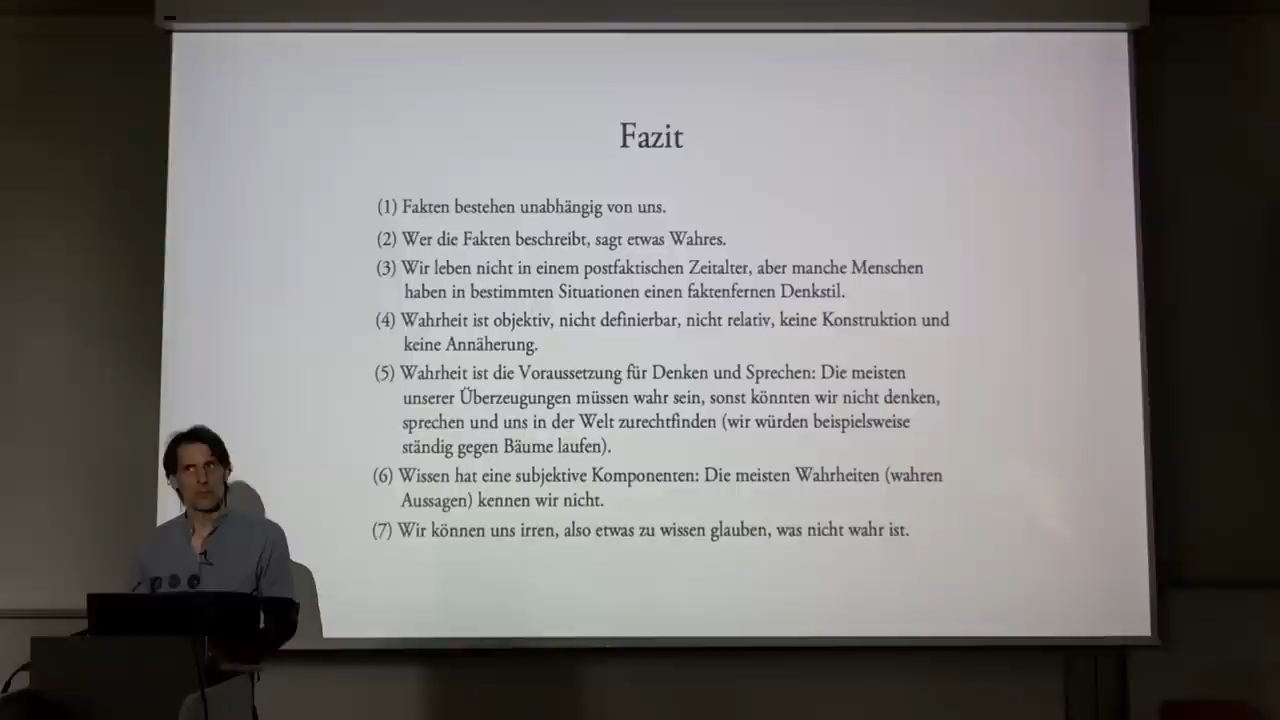 Fazit
(1) Fakten bestehen unabhängig von uns.
(2) Wer die Fakten beschreibt, sagt etwas Wahres.
(3) Wir leben nicht in einem postfaktischen Zeitalter, aber manche Menschen
haben in bestimmten Situationen einen faktenfernen Denkstil.
(4) Wahrheit ist objektiv, nicht definierbar, nicht relativ, keine Konstruktion und
keine Annäherung.
(5) Wahrheit ist die Voraussetzung für Denken und Sprechen: Die meisten
unserer Überzeugungen müssen wahr sein, sonst könnten wir nicht denken,
sprechen und uns in der Welt zurechtfinden (wir würden beispielsweise
ständig gegen Bäume laufen).
(6) Wissen hat eine subjektive Komponenten: Die meisten Wahrheiten (wahren
Aussagen) kennen wir nicht.
(7) Wir können uns irren, also etwas zu wissen glauben, was nicht wahr ist.